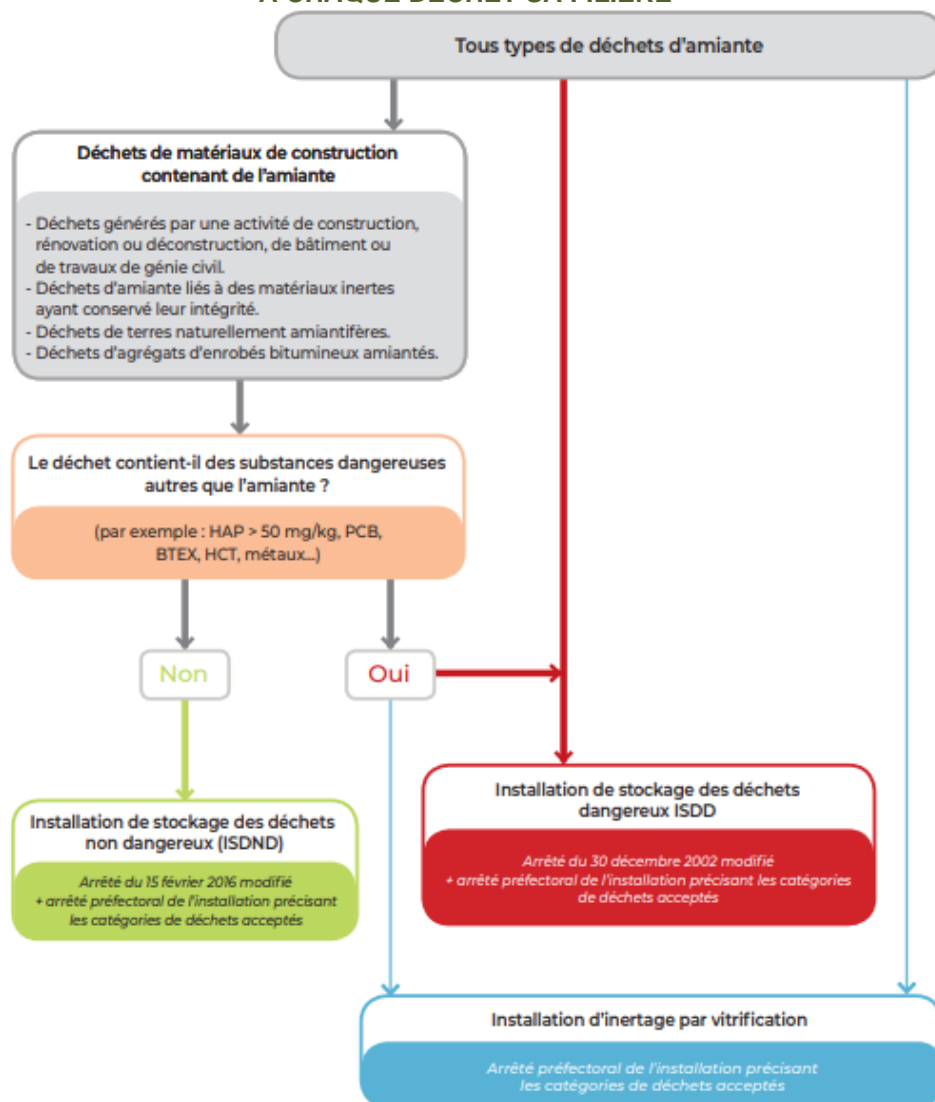 À CHAQUE DÉCHET SA FILIÈRE
Tous types de déchets d'amiante
Déchets de matériaux de construction
contenant de l'amiante
- Déchets générés par une activité de construction,
rénovation ou déconstruction, de bâtiment ou
de travaux de génie civil.
- Déchets d'amiante liés à des matériaux inertes
ayant conservé leur intégrité.
- Déchets de terres naturellement amiantifères.
- Déchets d'agrégats d'enrobés bitumineux amiantés.
Le déchet contient-il des substances dangereuses
autres que l'amiante ?
(par exemple : HAP > 50 mg/kg, PCB,
BTEX, HCT, métaux...)
Non
Oui
Installation de stockage des déchets
non dangereux (ISDND)
Arrêté du 15 février 2016 modifié
+ arrêté préfectoral de l'installation précisant
les catégories de déchets acceptés
Installation de stockage des déchets
dangereux ISDD
Arrêté du 30 décembre 2002 modifié
+ arrêté préfectoral de l'installation précisant les catégories
de déchets acceptés
Installation d'inertage par vitrification
Arrêté préfectoral de l'installation précisant
les catégories de déchets acceptés